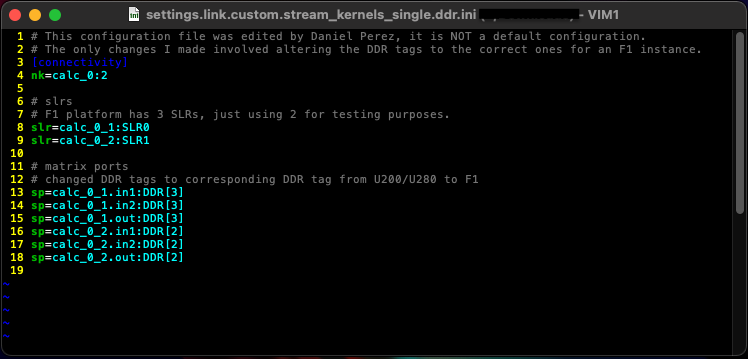 settings.link.custom.stream_kernels_single.ddr.ini ( - VIM1
1 # This configuration file was edited by Daniel Perez, it is NOT a default configuration.
2 # The only changes I made involved altering the DDR tags to the correct ones for an F1 instance.
3 [connectivity]
4 nk=calc_0:2
5
6 # slrs
7 # F1 platform has 3 SLRs, just using 2 for testing purposes.
8 slr=calc_0_1:SLR0
9 slr=calc_0_2:SLR1
10
11 # matrix ports
12 # changed DDR tags to corresponding DDR tag from U200/U280 to F1
13 sp=calc_0_1.in1:DDR[3]
14 sp=calc_0_1.in2:DDR[3]
15 sp=calc_0_1.out:DDR[3]
16 sp=calc_0_2.in1:DDR[2]
17 sp=calc_0_2.in2:DDR[2]
18 sp=calc_0_2.out:DDR[2]
19
~
~
~
~
~